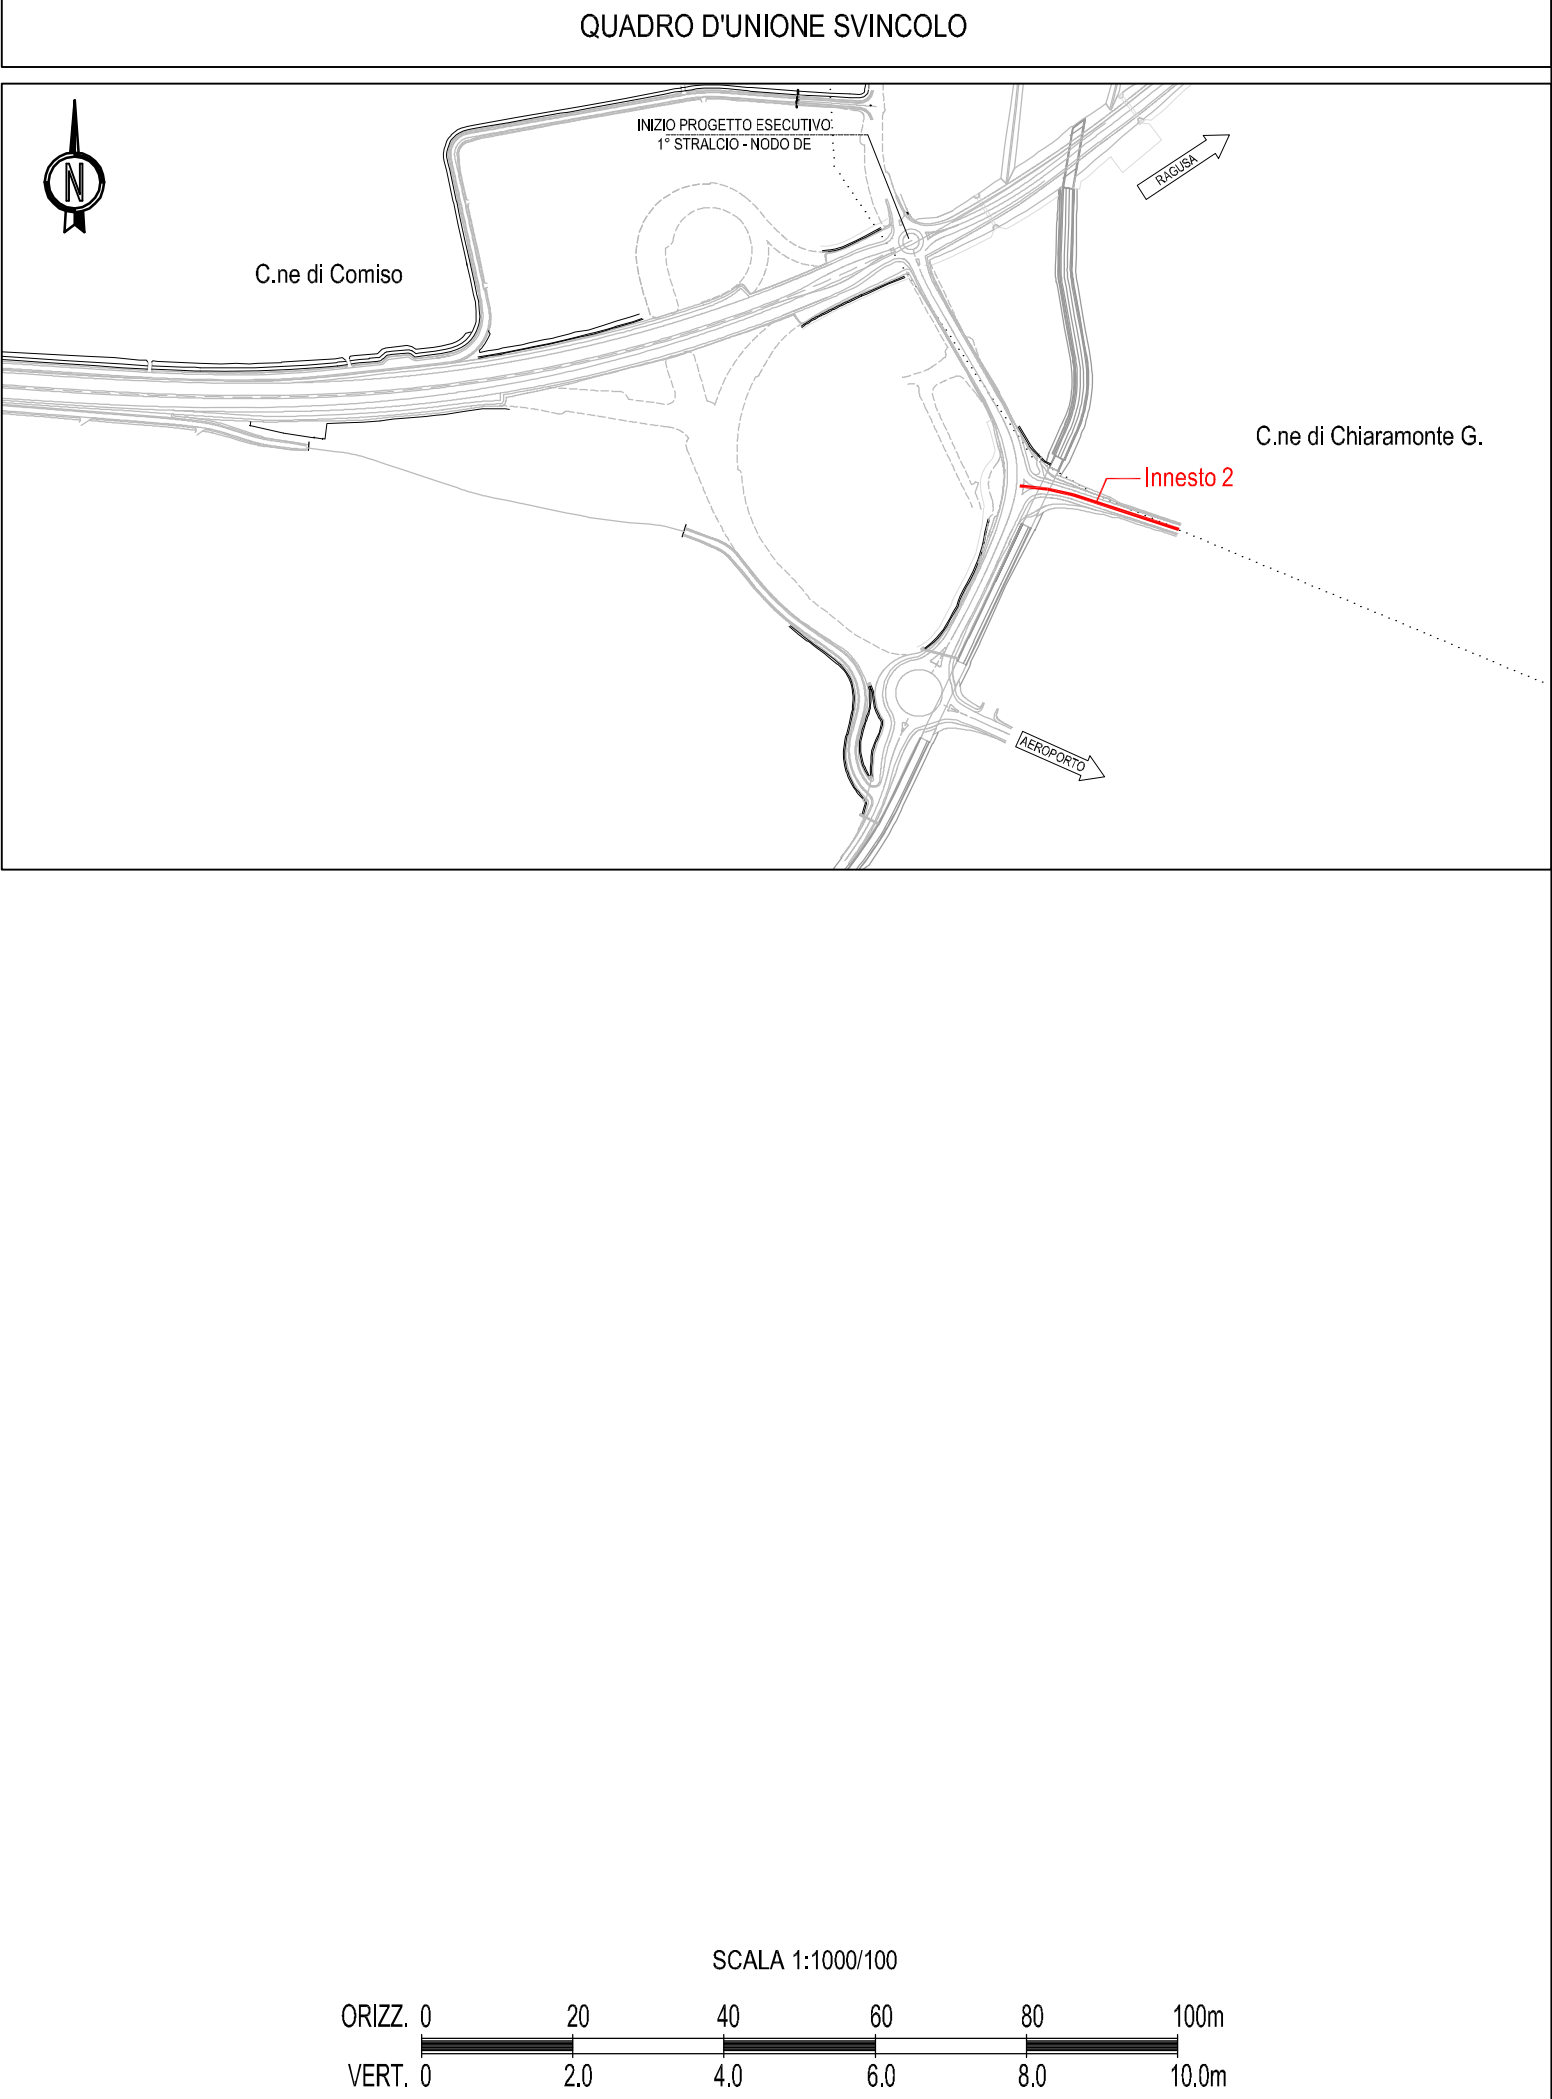 QUADRO D'UNIONE SVINCOLO
INIZIO PROGETTO ESECUTIVO
1° STRALCIO - NODO DE
RAGUSA
N
C.ne di Comiso
C.ne di Chiaramonte G.
Innesto 2
AEROPORTO
SCALA 1:1000/100
ORIZZ. 0 20 40 60 80 100m
VERT. 0 2.0 4.0 6.0 8.0 10.0m